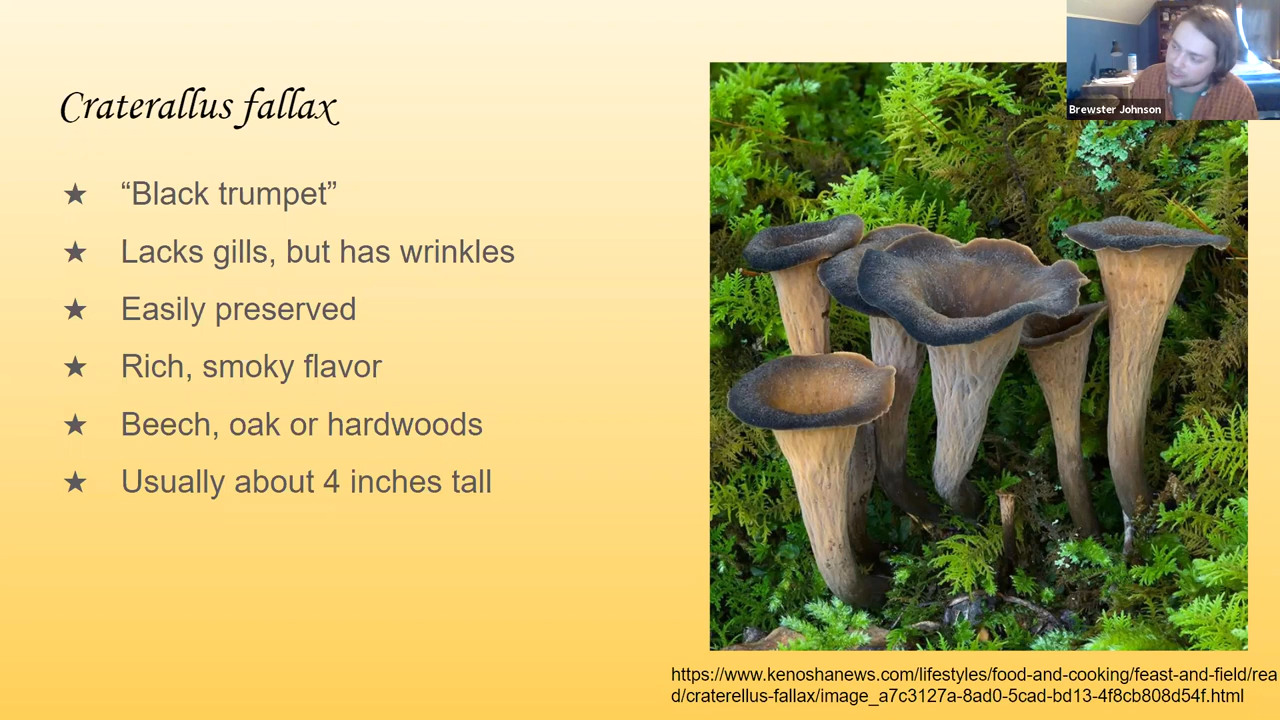 Craterallus fallax
★ “Black trumpet”
★ Lacks gills, but has wrinkles
★ Easily preserved
★ Rich, smoky flavor
★ Beech, oak or hardwoods
★ Usually about 4 inches tall
Brewster Johnson
https://www.kenoshanews.com/lifestyles/food-and-cooking/feast-and-field/rea
d/craterellus-fallax/image_a7c3127a-8ad0-5cad-bd13-4f8cb808d54f.html